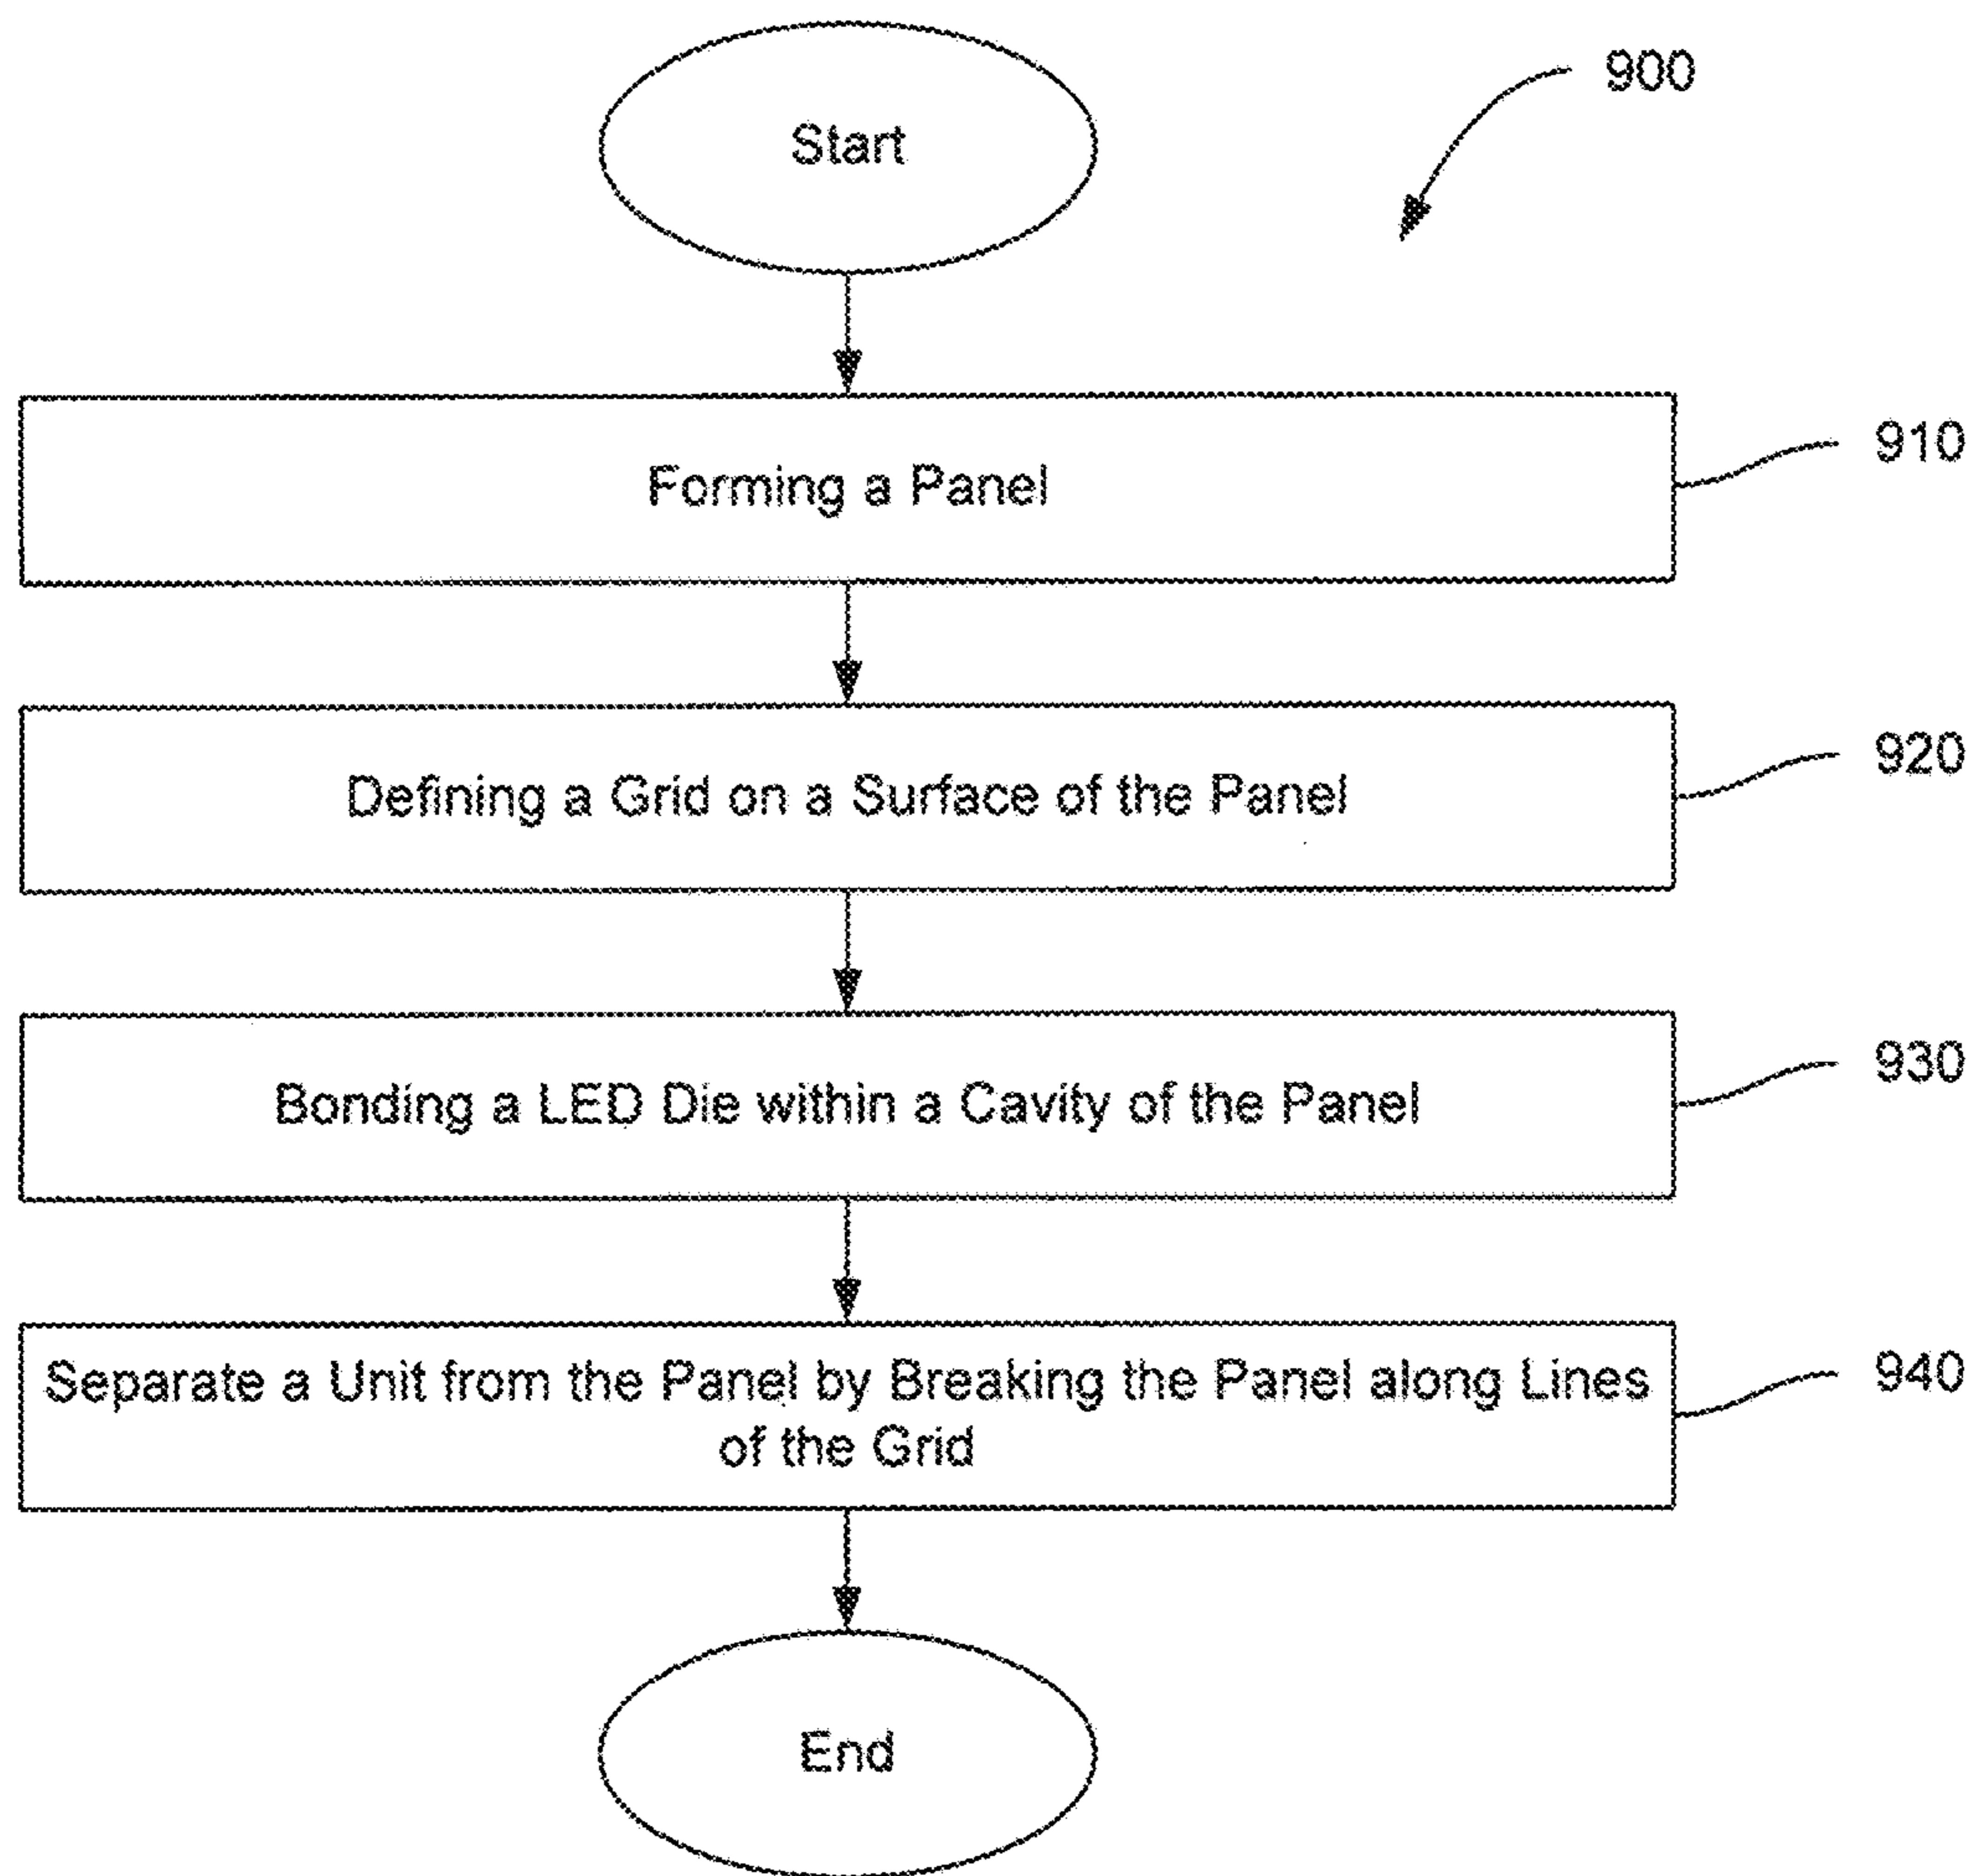 Start
900
Forming a Panel
910
Defining a Grid on a Surface of the Panel
920
Bonding a LED Die within a Cavity of the Panel
930
Separate a Unit from the Panel by Breaking the Panel along Lines
of the Grid
940
End